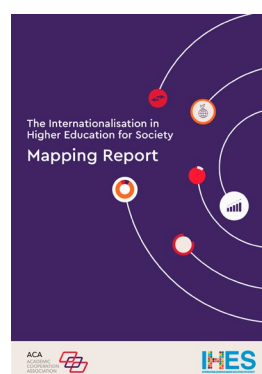 The Internationalisation in
Higher Education for Society
Mapping Report
ACA
ACADEMIC
COOPERATION
ASSOCIATION
IHES